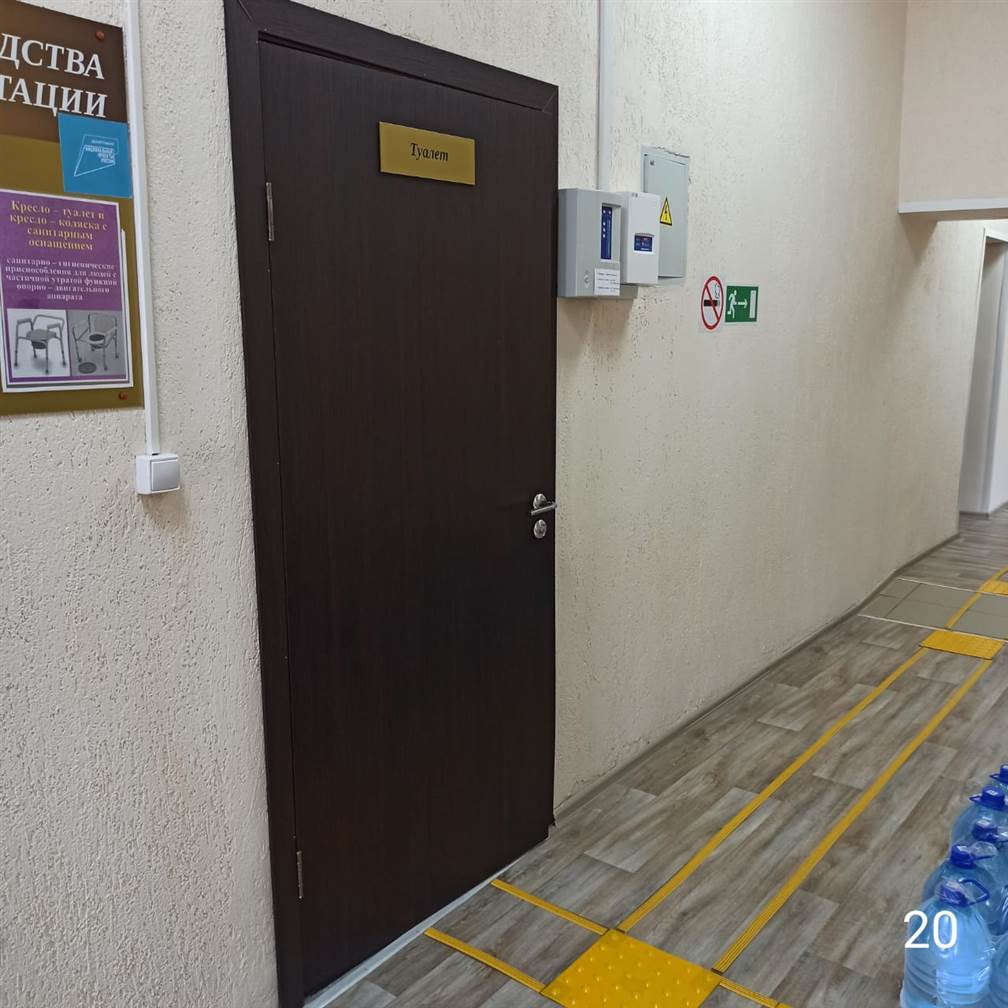 ДСТВА
ТАЦИИ
Кресло – туалет и
кресло – коляска с
санитарным
оснащением
санитарно – гигиенические
приспособления для людей с
частичной утратой функций
опорно – двигательного
аппарата
Туалет
20